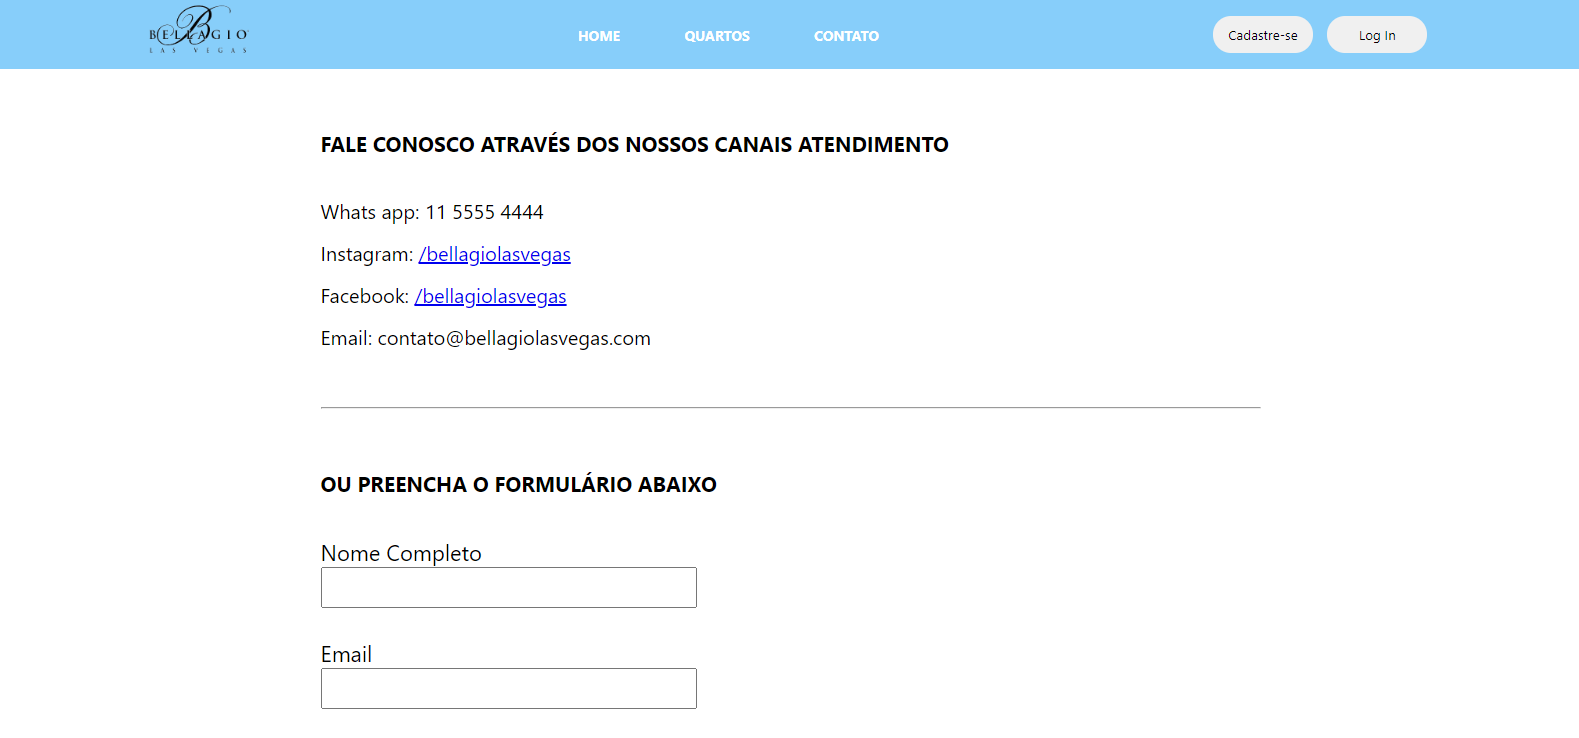 BELLAGIO
LAS VEGAS
HOME QUARTOS CONTATO
Cadastre-se Log In
FALE CONOSCO ATRAVÉS DOS NOSSOS CANAIS ATENDIMENTO
Whats app: 11 5555 4444
Instagram: /bellagiolasvegas
Facebook: /bellagiolasvegas
Email: contato@bellagiolasvegas.com
OU PREENCHA O FORMULÁRIO ABAIXO
Nome Completo
Email